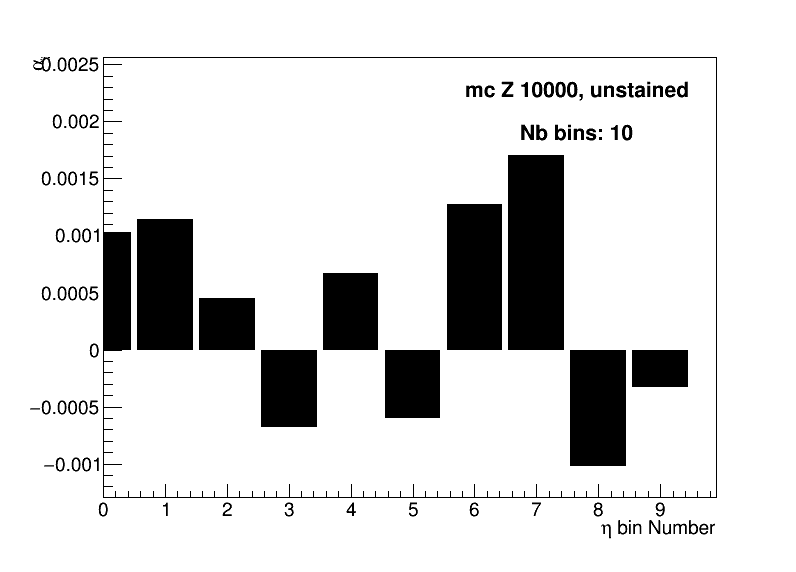 α
0.0025
mc Z 10000, unstained
0.002
Nb bins: 10
0.0015
0.001
0.0005
0
−0.0005
−0.001
0 1 2 3 4 5 6 7 8 9
η bin Number